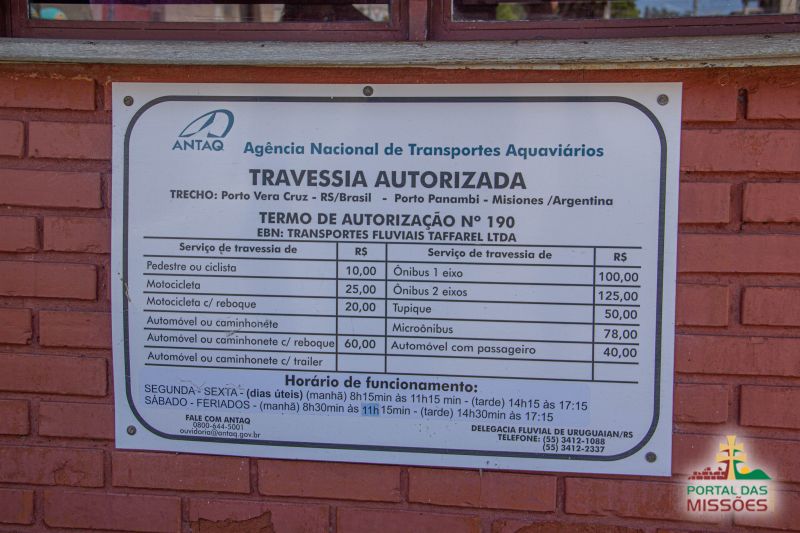 ANTAQ
Agência Nacional de Transportes Aquaviários
TRAVESSIA AUTORIZADA
TRECHO: Porto Vera Cruz - RS/Brasil - Porto Panambi - Misiones /Argentina
TERMO DE AUTORIZAÇÃO Nº 190
EBN: TRANSPORTES FLUVIAIS TAFFAREL LTDA
Serviço de travessia de R$ Serviço de travessia de R$
Pedestre ou ciclista 10,00 Ônibus 1 eixo 100,00
Motocicleta 25,00 Ônibus 2 eixos 125,00
Motocicleta c/ reboque 20,00 Tupique 50,00
Automóvel ou caminhonete Microônibus 78,00
Automóvel ou caminhonete c/ reboque 60,00 Automóvel com passageiro 40,00
Automóvel ou caminhonete c/ trailer
Horário de funcionamento:
SEGUNDA - SEXTA - (dias úteis) (manhã) 8h15min às 11h15 min - (tarde) 14h15 às 17:15
SÁBADO - FERIADOS - (manhã) 8h30min às 11h15min - (tarde) 14h30min às 17:15
FALE COM ANTAQ
0800-644-5001
ouvidoria@antaq.gov.br
DELEGACIA FLUVIAL DE URUGUAIAN/RS
TELEFONE: (55) 3412-1088
(55) 3412-2337
PORTAL DAS
MISSÕES